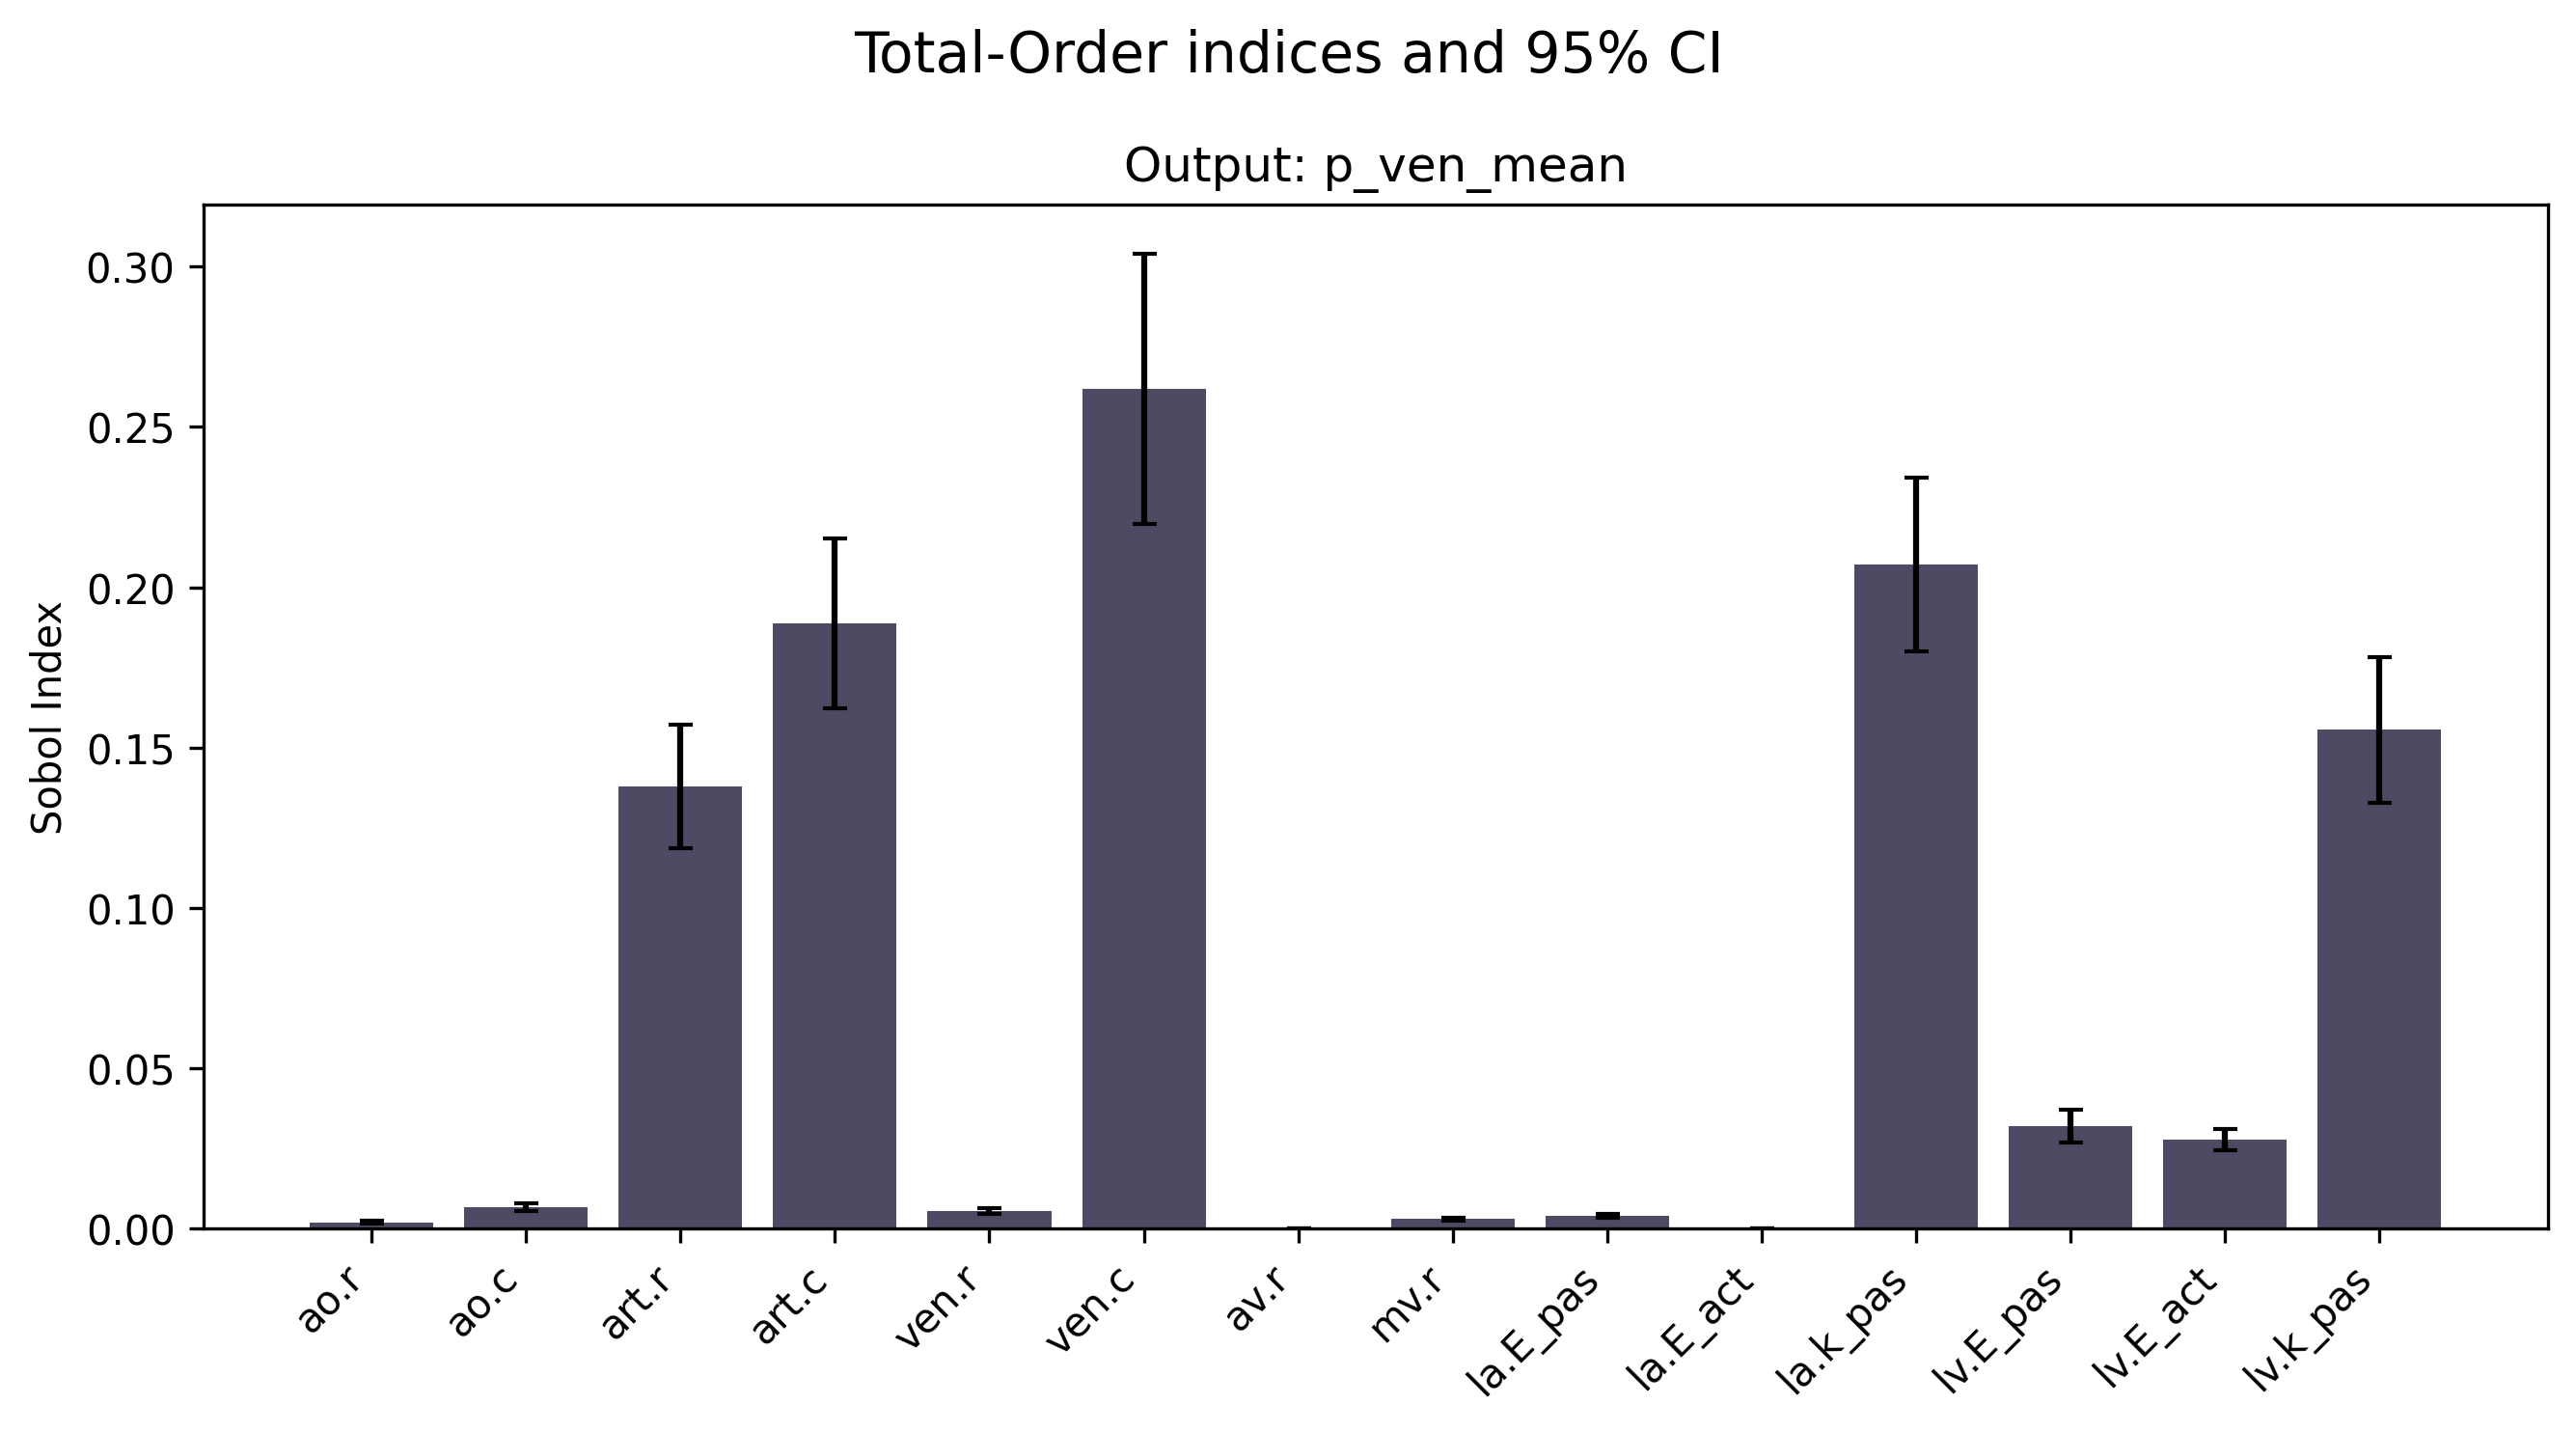 Total-Order indices and 95% CI
Output: p_ven_mean
Sobol Index
0.30
0.25
0.20
0.15
0.10
0.05
0.00
ao.r
ao.c
art.r
art.c
ven.r
ven.c
av.r
mv.r
la.E_pas
la.E_act
la.k_pas
lv.E_pas
lv.E_act
lv.k_pas